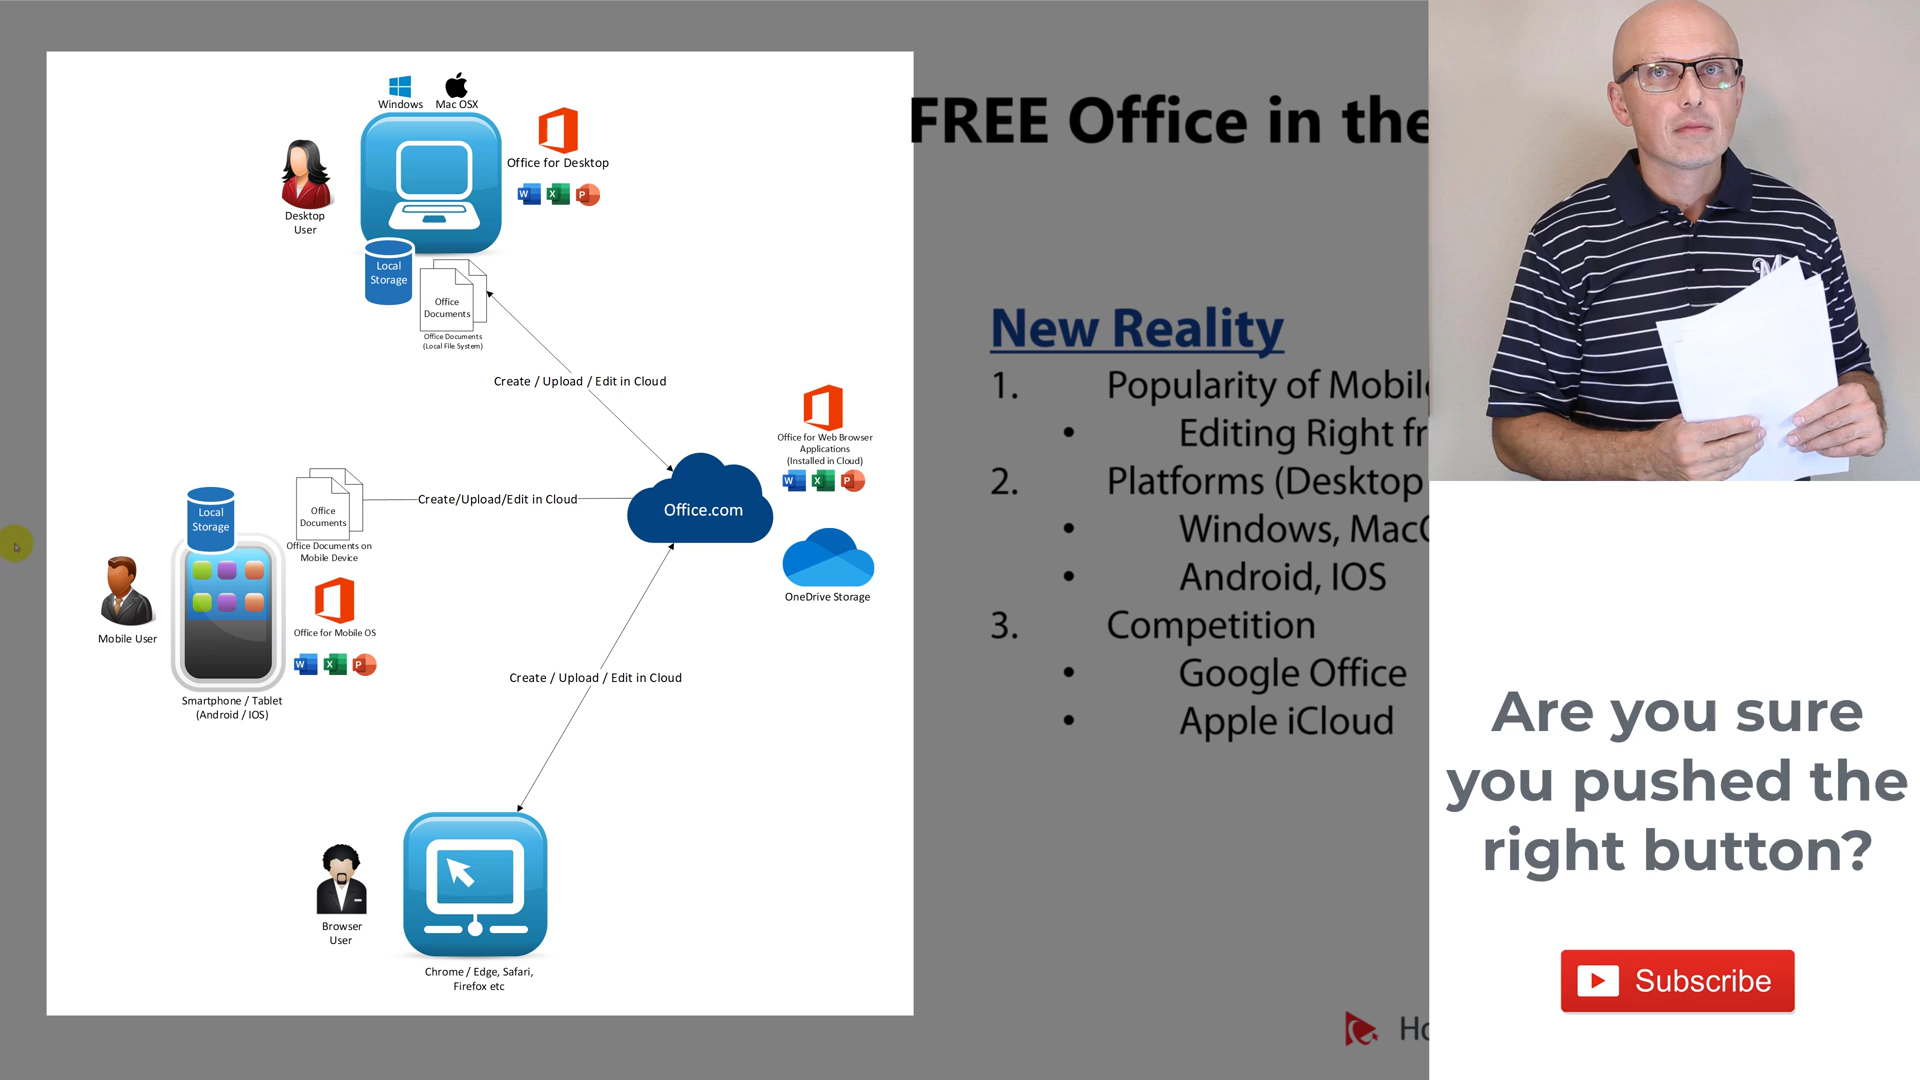 Windows Mac OSX
Office for Desktop
W X P
Desktop
User
Local
Storage
Office
Documents
Office Documents
(Local File System)
Create / Upload / Edit in Cloud
Office for Web Browser
Applications
(Installed in Cloud)
W X P
Office.com
OneDrive Storage
Create/Upload/Edit in Cloud
Local
Storage
Office
Documents
Office Documents on
Mobile Device
Mobile User
Office for Mobile OS
W X P
Smartphone / Tablet
(Android / IOS)
Create / Upload / Edit in Cloud
Browser
User
Chrome / Edge, Safari,
Firefox etc
FREE Office in the
New Reality
1. Popularity of Mobile
• Editing Right fr
2. Platforms (Desktop
• Windows, MacO
• Android, IOS
3. Competition
• Google Office
• Apple iCloud
Are you sure
you pushed the
right button?
Subscribe